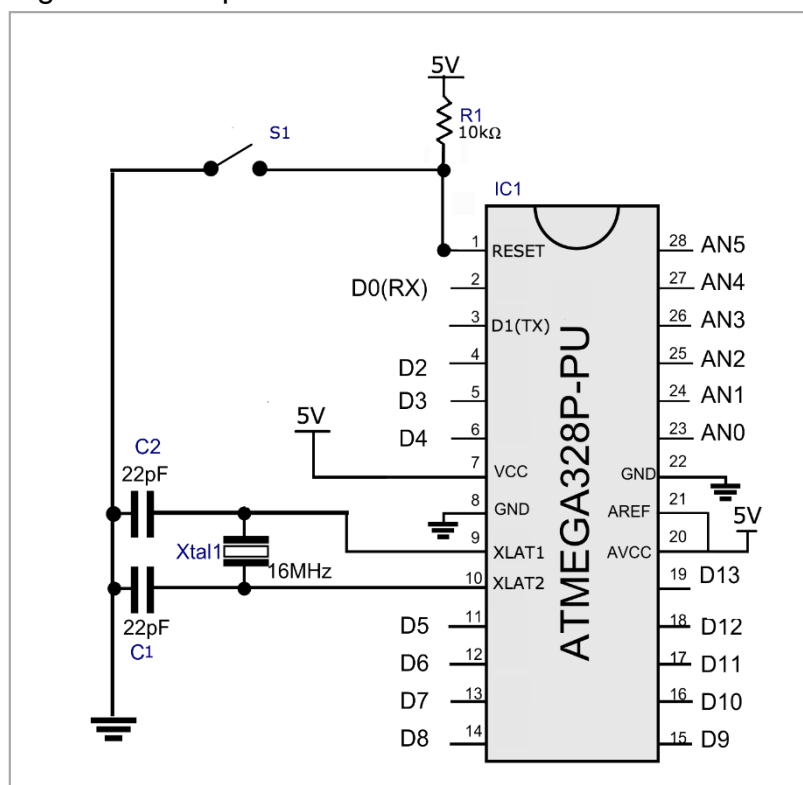 5V
R1
10kΩ
S1
IC1
1 RESET
28 AN5
D0(RX) 2
27 AN4
3 D1(TX)
26 AN3
D2 4
25 AN2
D3 5
24 AN1
D4 6
23 AN0
5V
7 VCC
GND 22
8 GND
AREF 21
5V
9 XLAT1
AVCC 20
10 XLAT2
19 D13
D5 11
18 D12
D6 12
17 D11
D7 13
16 D10
D8 14
15 D9
ATMEGA328P-PU
C2
22pF
Xtal1
16MHz
22pF
C1